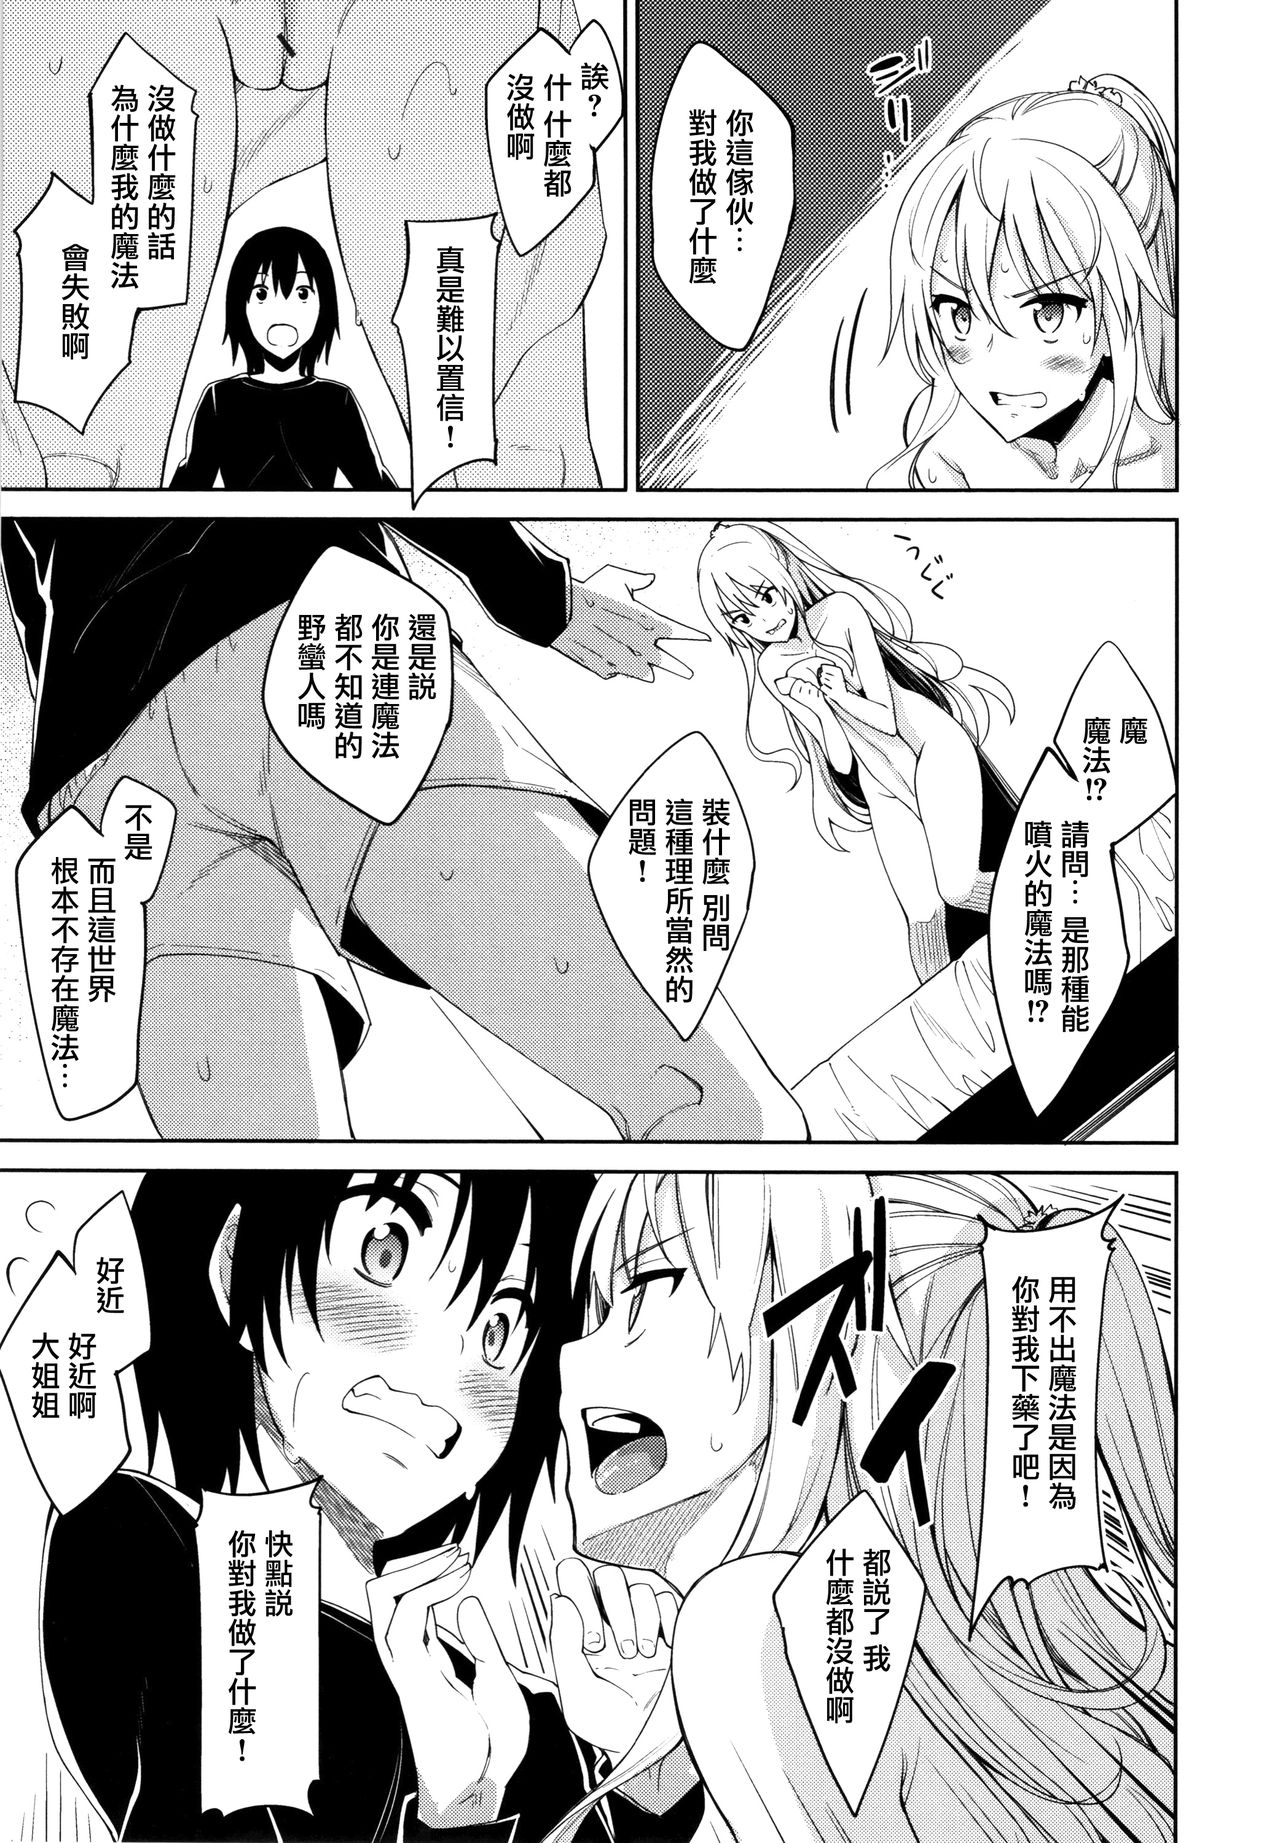 你這傢伙…
對我做了什麼
誒?
什 什麼都
沒做啊
真是難以置信!
沒做什麼的話
為什麼我的魔法
會失敗啊
魔
魔法!?
請問… 是那種能
噴火的魔法嗎!?
裝什麼 別問
這種理所當然的
問題!
還是說
你是連魔法
都不知道的
野蠻人嗎
不是
而且這世界
根本不存在魔法…
用不出魔法是因為
你對我下藥了吧!
都說了 我
什麼都沒做啊
快點說
你對我做了什麼!
好近
好近啊
大姐姐